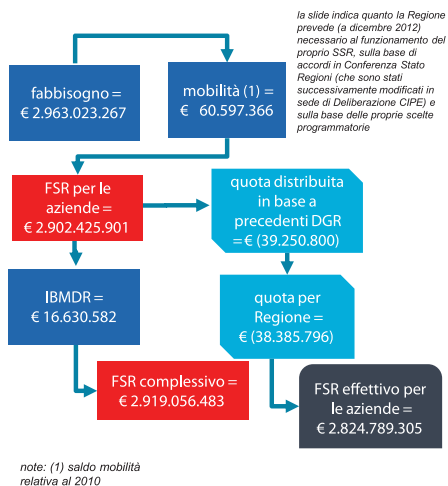 la slide indica quanto la Regione
prevede (a dicembre 2012)
necessario al funzionamento del
proprio SSR, sulla base di
accordi in Conferenza Stato
Regioni (che sono stati
successivamente modificati in
sede di Deliberazione CIPE) e
sulla base delle proprie scelte
programmatorie
fabbisogno =
€ 2.963.023.267
mobilità (1) =
€ 60.597.366
FSR per le
aziende =
€ 2.902.425.901
quota distribuita
in base a
precedenti DGR
= € (39.250.800)
IBMDR =
€ 16.630.582
quota per
Regione =
€ (38.385.796)
FSR complessivo =
€ 2.919.056.483
FSR effettivo per
le aziende =
€ 2.824.789.305
note: (1) saldo mobilità
relativa al 2010